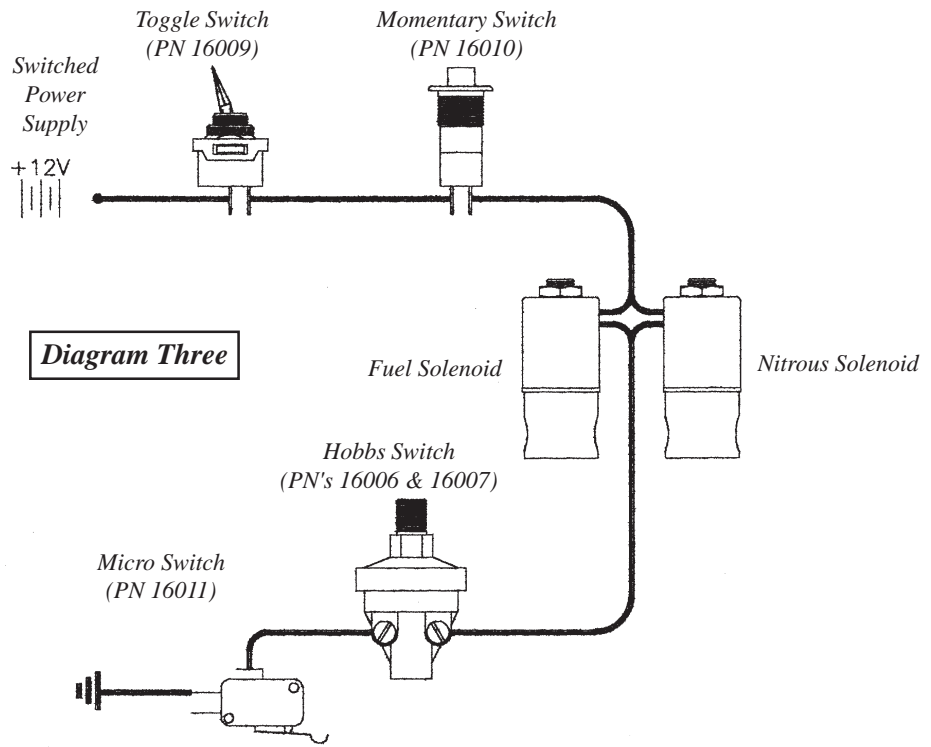 Toggle Switch
(PN 16009)
Momentary Switch
(PN 16010)
Switched
Power
Supply
+12V
Diagram Three
Fuel Solenoid
Nitrous Solenoid
Hobbs Switch
(PN's 16006 & 16007)
Micro Switch
(PN 16011)